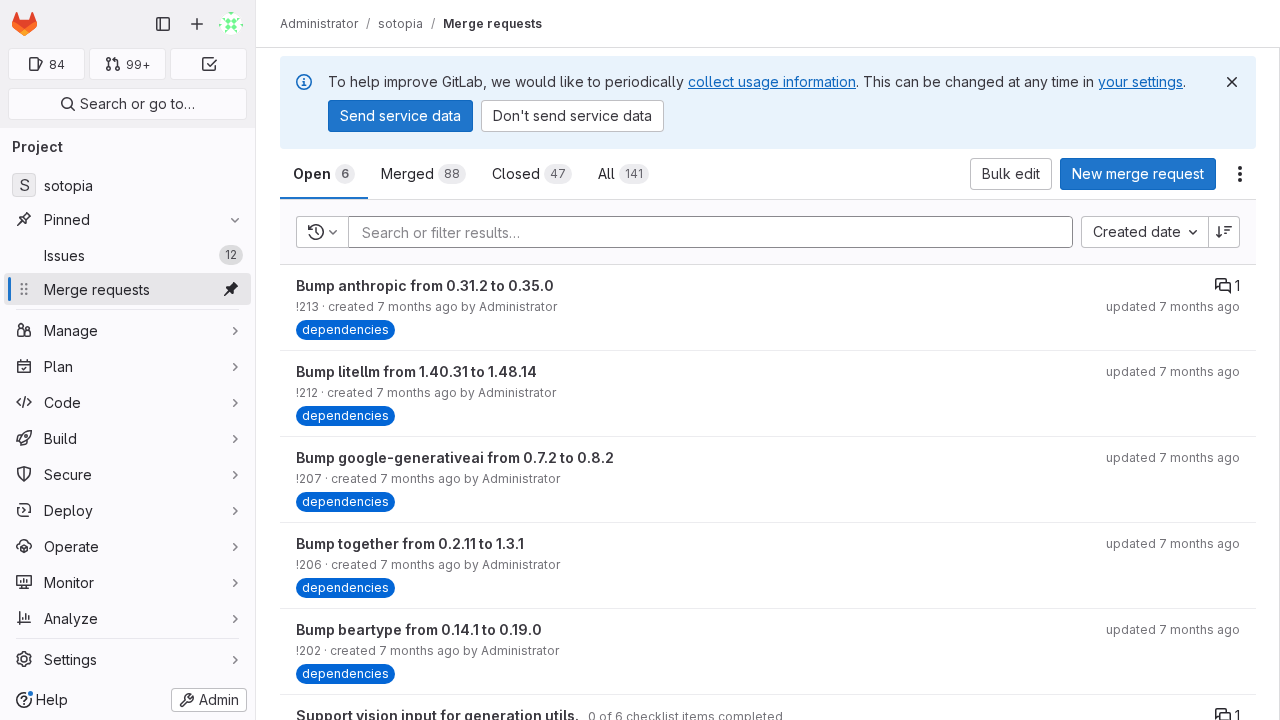 Administrator / sotopia / Merge requests
84
99+
Search or go to…
Project
S sotopia
Pinned
Issues 12
Merge requests
Manage
Plan
Code
Build
Secure
Deploy
Operate
Monitor
Analyze
Settings
Help
Admin
To help improve GitLab, we would like to periodically collect usage information. This can be changed at any time in your settings.
Send service data
Don't send service data
Open 6
Merged 88
Closed 47
All 141
Bulk edit
New merge request
Search or filter results…
Created date
Bump anthropic from 0.31.2 to 0.35.0
1
!213 · created 7 months ago by Administrator
updated 7 months ago
dependencies
Bump litellm from 1.40.31 to 1.48.14
updated 7 months ago
!212 · created 7 months ago by Administrator
dependencies
Bump google-generativeai from 0.7.2 to 0.8.2
updated 7 months ago
!207 · created 7 months ago by Administrator
dependencies
Bump together from 0.2.11 to 1.3.1
updated 7 months ago
!206 · created 7 months ago by Administrator
dependencies
Bump beartype from 0.14.1 to 0.19.0
updated 7 months ago
!202 · created 7 months ago by Administrator
dependencies
Support vision input for generation utils. 0 of 6 checklist items completed
1